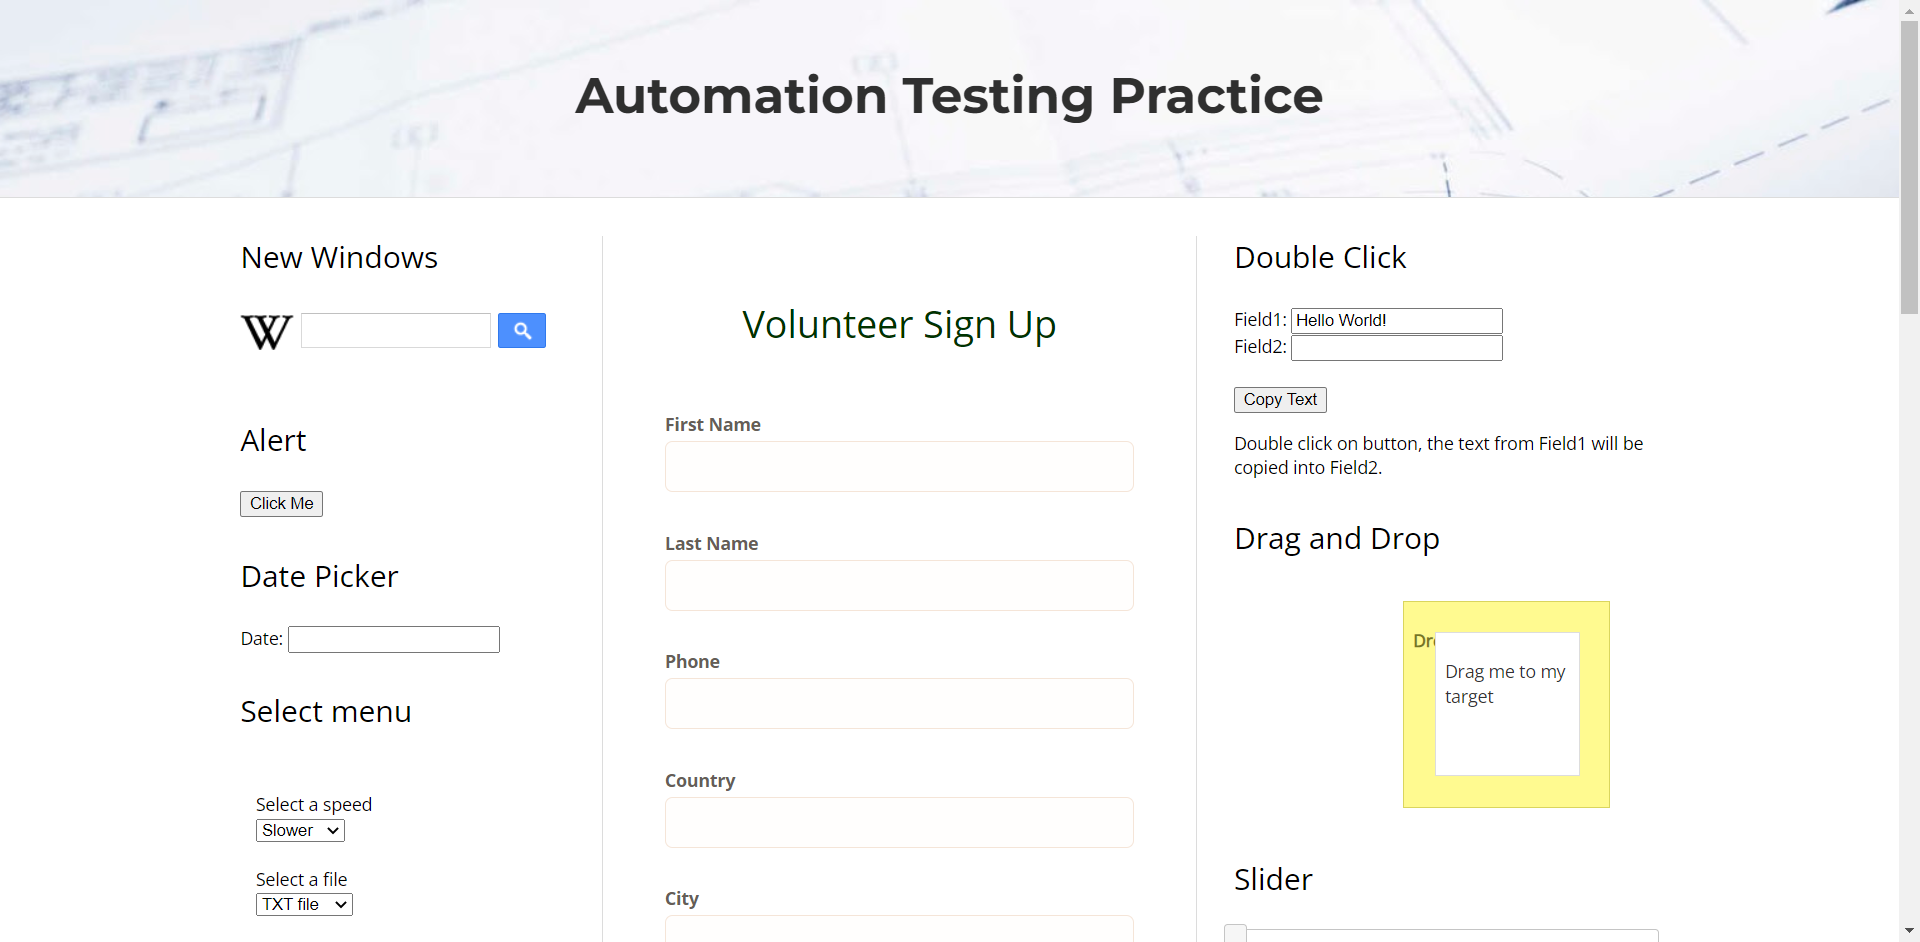 Automation Testing Practice
New Windows
W
Alert
Click Me
Date Picker
Date:
Select menu
Select a speed
Slower
Select a file
TXT file
Volunteer Sign Up
First Name
Last Name
Phone
Country
City
Double Click
Field1: Hello World!
Field2:
Copy Text
Double click on button, the text from Field1 will be
copied into Field2.
Drag and Drop
Drag me to my
target
Slider